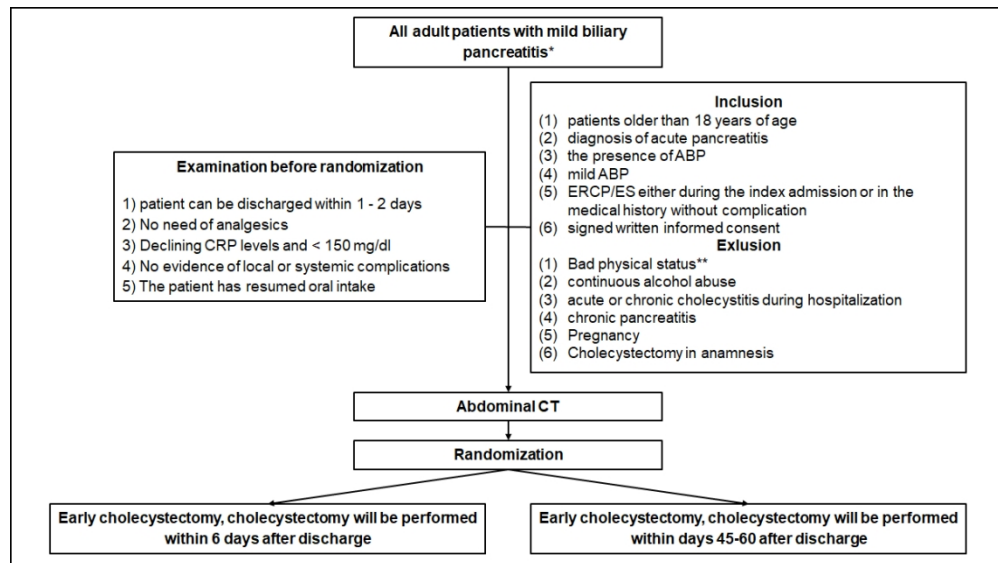 All adult patients with mild biliary
pancreatitis*
Inclusion
(1) patients older than 18 years of age
(2) diagnosis of acute pancreatitis
(3) the presence of ABP
(4) mild ABP
(5) ERCP/ES either during the index admission or in the
medical history without complication
(6) signed written informed consent
Exlusion
(1) Bad physical status**
(2) continuous alcohol abuse
(3) acute or chronic cholecystitis during hospitalization
(4) chronic pancreatitis
(5) Pregnancy
(6) Cholecystectomy in anamnesis
Examination before randomization
1) patient can be discharged within 1 - 2 days
2) No need of analgesics
3) Declining CRP levels and < 150 mg/dl
4) No evidence of local or systemic complications
5) The patient has resumed oral intake
Abdominal CT
Randomization
Early cholecystectomy, cholecystectomy will be performed
within 6 days after discharge
Early cholecystectomy, cholecystectomy will be performed
within days 45-60 after discharge